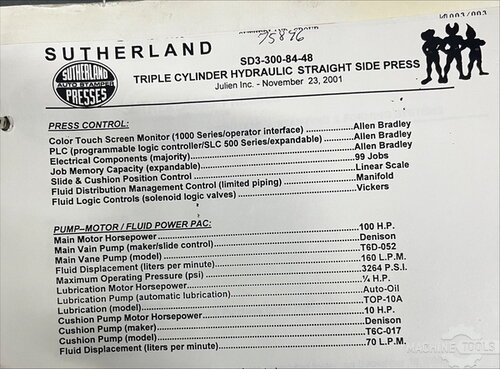 W003/003
75896
SUTHERLAND
SD3-300-84-48
TRIPLE CYLINDER HYDRAULIC STRAIGHT SIDE PRESS
Julien Inc. - November 23, 2001
SUTHERLAND
AUTO STAMPER
PRESSES
PRESS CONTROL:
Color Touch Screen Monitor (1000 Series/operator interface) ......................Allen Bradley
PLC (programmable logic controller/SLC 500 Series/expandable) ...............Allen Bradley
Electrical Components (majority)..................................................................Allen Bradley
Job Memory Capacity (expandable)...............................................................99 Jobs
Slide & Cushion Position Control ..................................................................Linear Scale
Fluid Distribution Management Control (limited piping) ................................Manifold
Fluid Logic Controls (solenoid logic valves) ..................................................Vickers
PUMP–MOTOR / FLUID POWER PAC:
Main Motor Horsepower................................................................................100 H.P.
Main Vain Pump (maker/slide control)...........................................................Denison
Main Vane Pump (model)..............................................................................T6D-052
Fluid Displacement (liters per minute)............................................................160 L.P.M.
Maximum Operating Pressure (psi) ...............................................................3264 P.S.I.
Lubrication Motor Horsepower.......................................................................¼ H.P.
Lubrication Pump (automatic lubrication)........................................................Auto-Oil
Lubrication (model).......................................................................................TOP-10A
Cushion Pump Motor Horsepower..................................................................10 H.P.
Cushion Pump (maker) .................................................................................Denison
Cushion Pump (model) .................................................................................T6C-017
Fluid Displacement (liters per minute)............................................................70 L.P.M.
MACHINE TOOLS